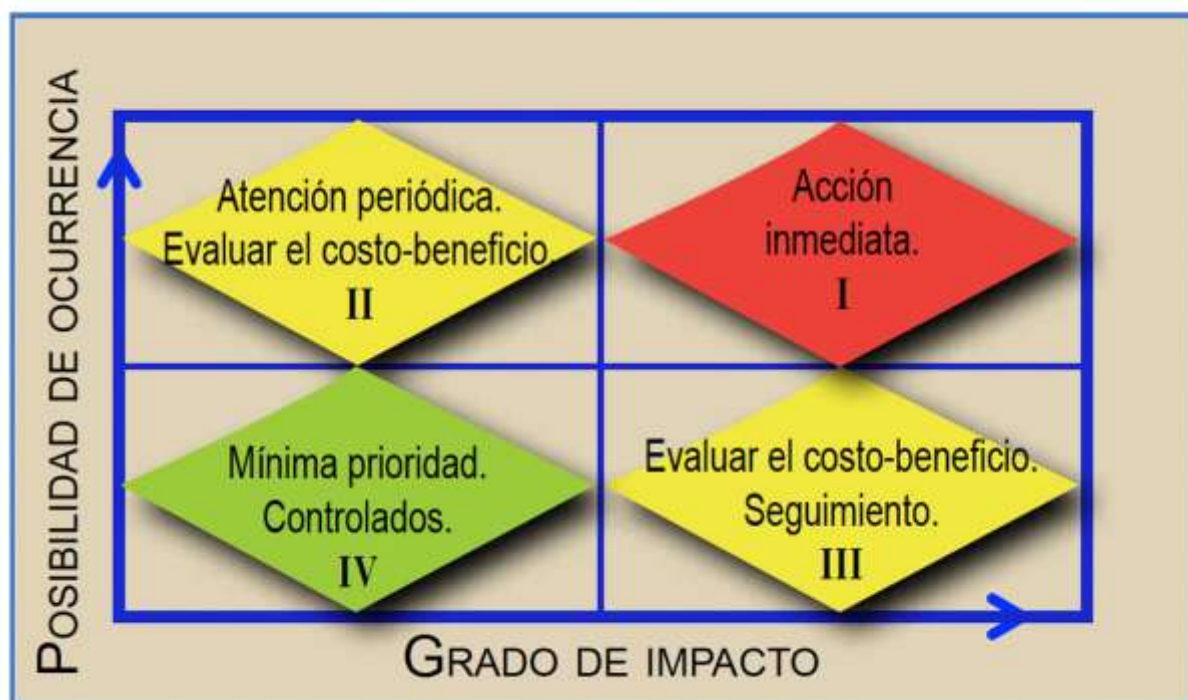 POSIBILIDAD DE OCURRENCIA
Atención periódica.
Evaluar el costo-beneficio.
II
Acción
inmediata.
I
Mínima prioridad.
Controlados.
IV
Evaluar el costo-beneficio.
Seguimiento.
III
GRADO DE IMPACTO